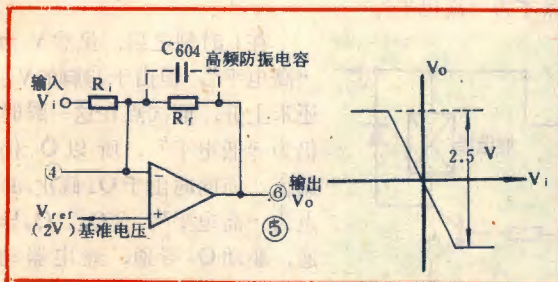 C604
高频防振电容
输入
Vi
Ri
Rf
④
−
+
Vref
(2V) 基准电压
⑥ 输出
Vo
⑤
Vo
2.5 V
Vi